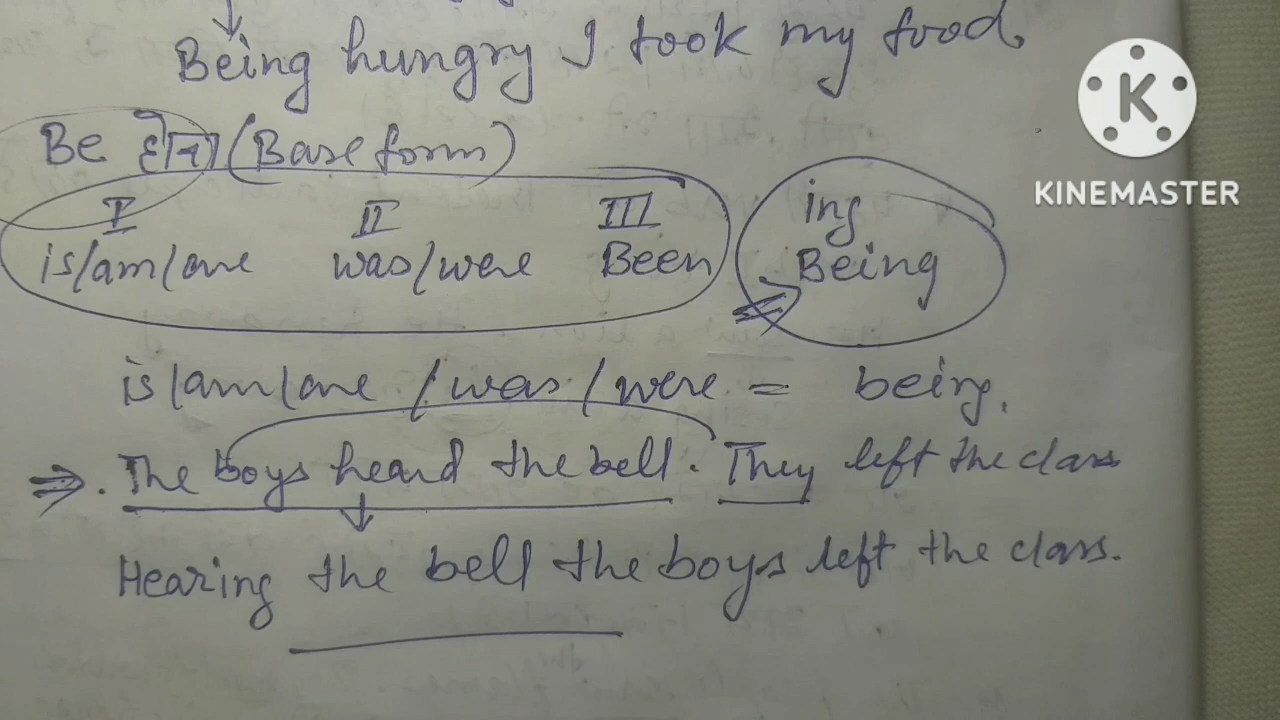 Being hungry I took my food.
Be होना (Base form)
I II III ing
is/am/are was/were Been Being
is/am/are /was/were = being.
⇒. The boys heard the bell. They left the class
Hearing the bell the boys left the class.
K
KINEMASTER